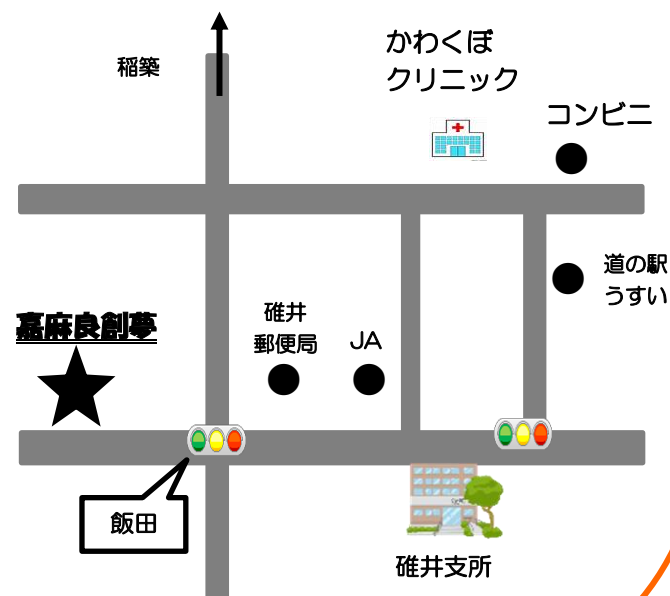 稲築
かわくぼ
クリニック
コンビニ
道の駅
うすい
碓井
郵便局
JA
嘉麻良創夢
飯田
碓井支所